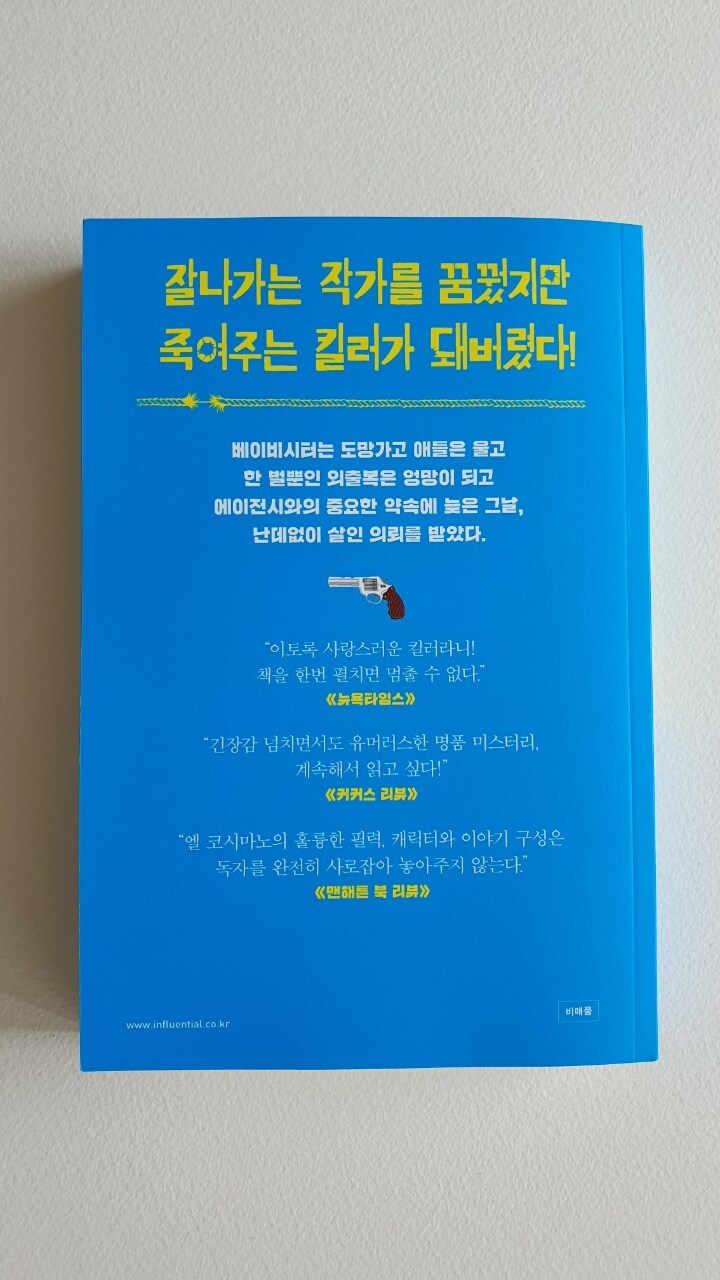 잘나가는 작가를 꿈꿨지만
죽여주는 킬러가 돼버렸다!
베이비시터는 도망가고 애들은 울고
한 벌뿐인 외출복은 엉망이 되고
에이전시와의 중요한 약속에 늦은 그날,
난데없이 살인 의뢰를 받았다.
“이토록 사랑스러운 킬러라니!
책을 한번 펼치면 멈출 수 없다.”
《뉴욕타임스》
“긴장감 넘치면서도 유머러스한 명품 미스터리,
계속해서 읽고 싶다!”
《커커스 리뷰》
“엘 코시마노의 훌륭한 필력, 캐릭터와 이야기 구성은
독자를 완전히 사로잡아 놓아주지 않는다.”
《맨해튼 북 리뷰》
비매품
www.influential.co.kr